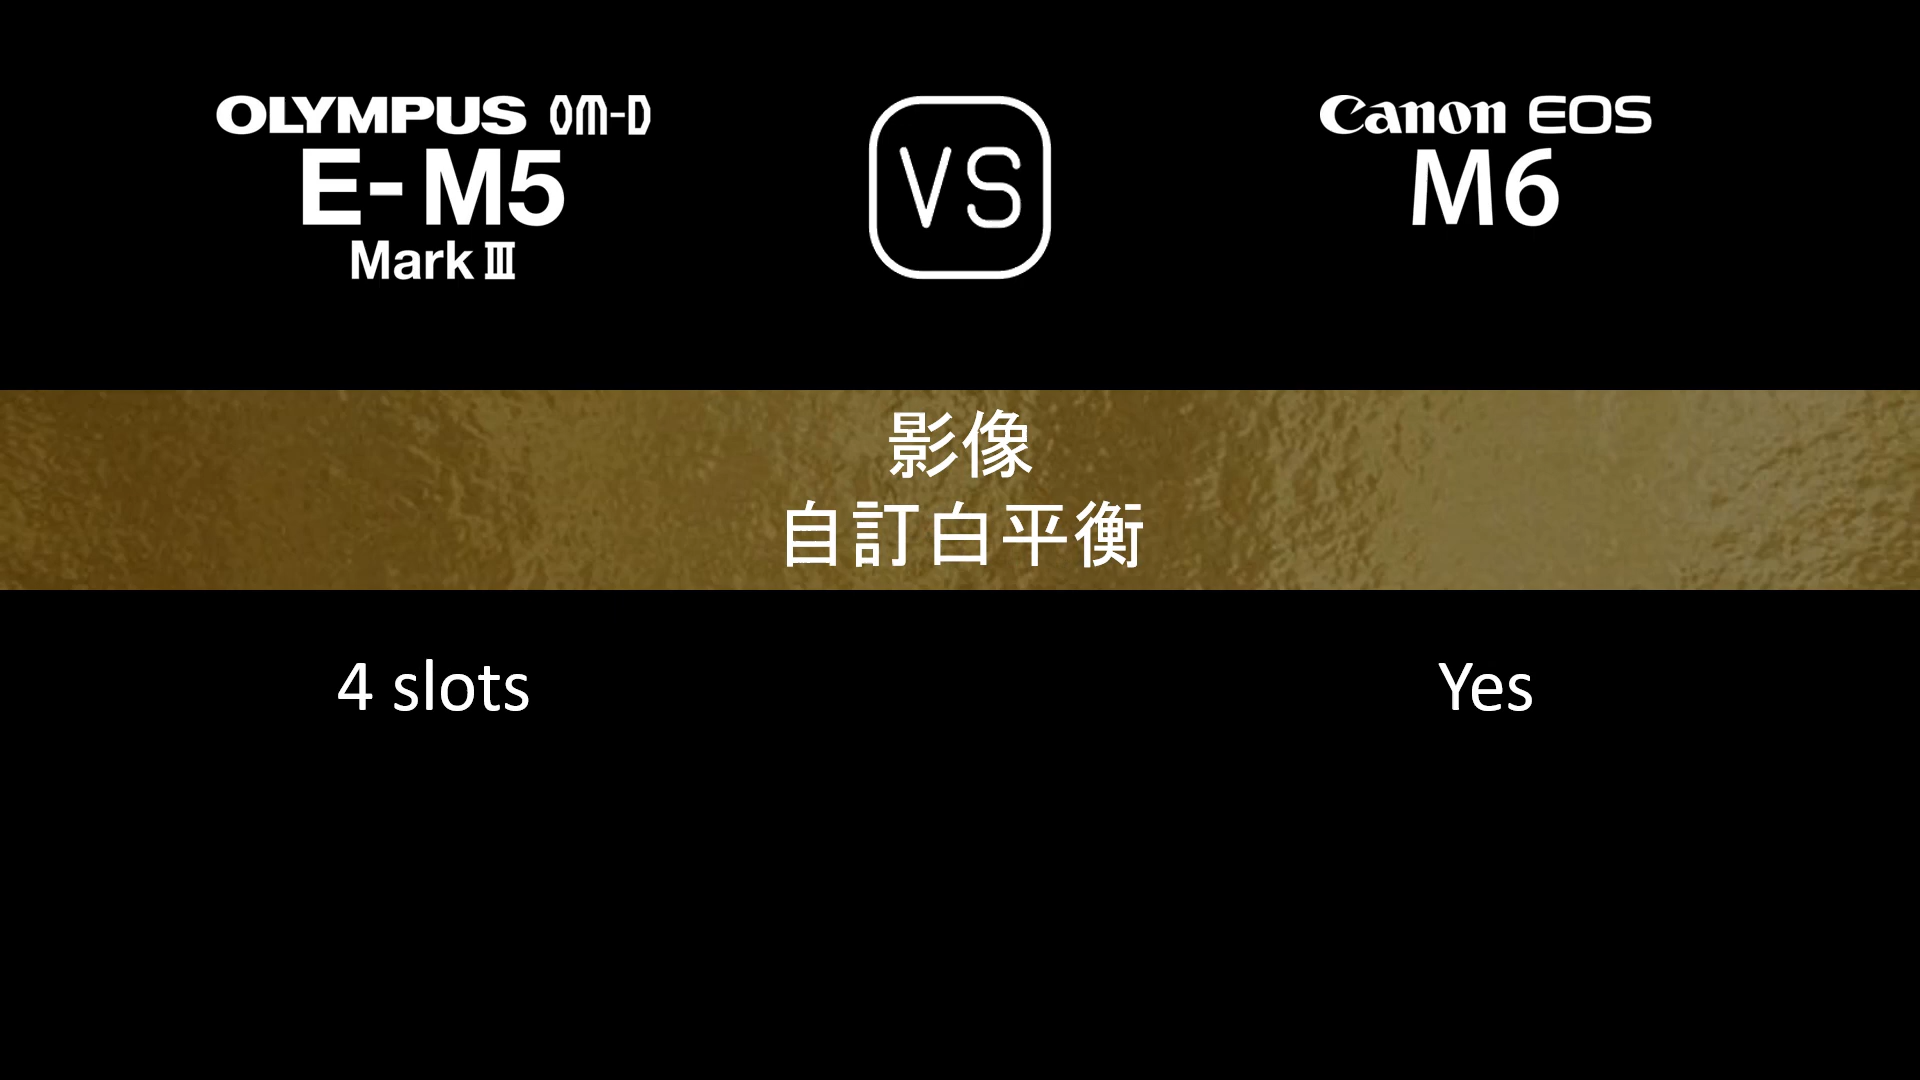 OLYMPUS OM-D
E-M5
Mark III
VS
Canon EOS
M6
影像
自訂白平衡
4 slots
Yes